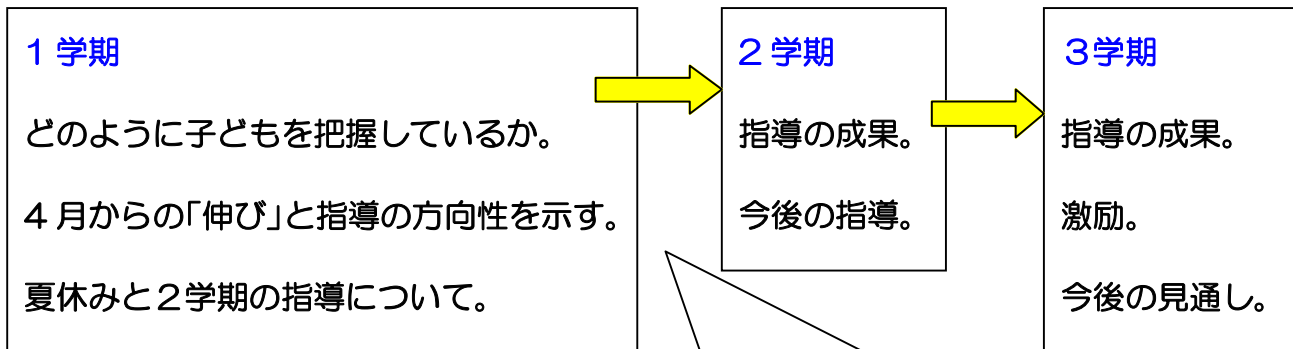 1学期
どのように子どもを把握しているか。
4月からの｢伸び｣と指導の方向性を示す。
夏休みと２学期の指導について。
2学期
指導の成果。
今後の指導。
３学期
指導の成果。
激励。
今後の見通し。